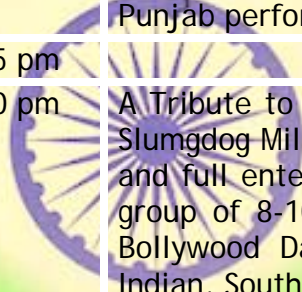 Punjab perfor
5 pm
0 pm
A Tribute to
Slumgdog Mil
and full ente
group of 8-1
Bollywood Da
Indian, South